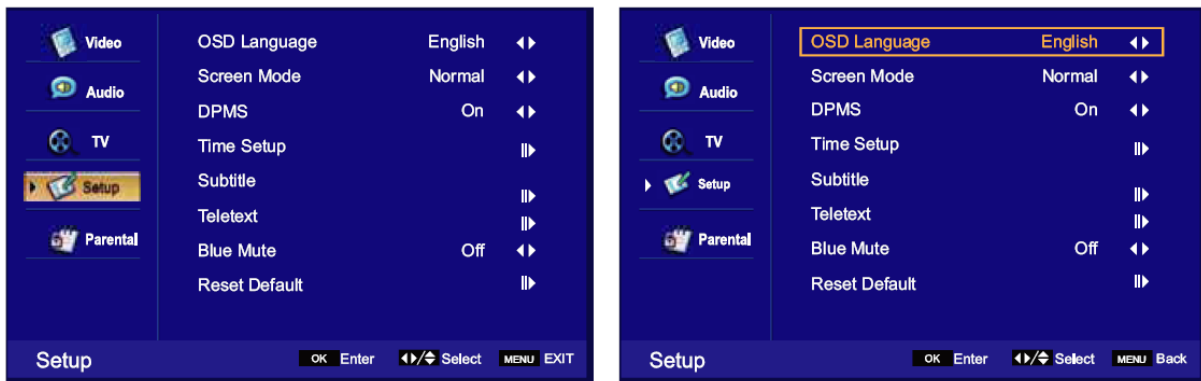 Video
Audio
TV
Setup
Parental
OSD Language English
Screen Mode Normal
DPMS On
Time Setup
Subtitle
Teletext
Blue Mute Off
Reset Default
Setup OK Enter Select MENU EXIT
Video
Audio
TV
Setup
Parental
OSD Language English
Screen Mode Normal
DPMS On
Time Setup
Subtitle
Teletext
Blue Mute Off
Reset Default
Setup OK Enter Select MENU Back